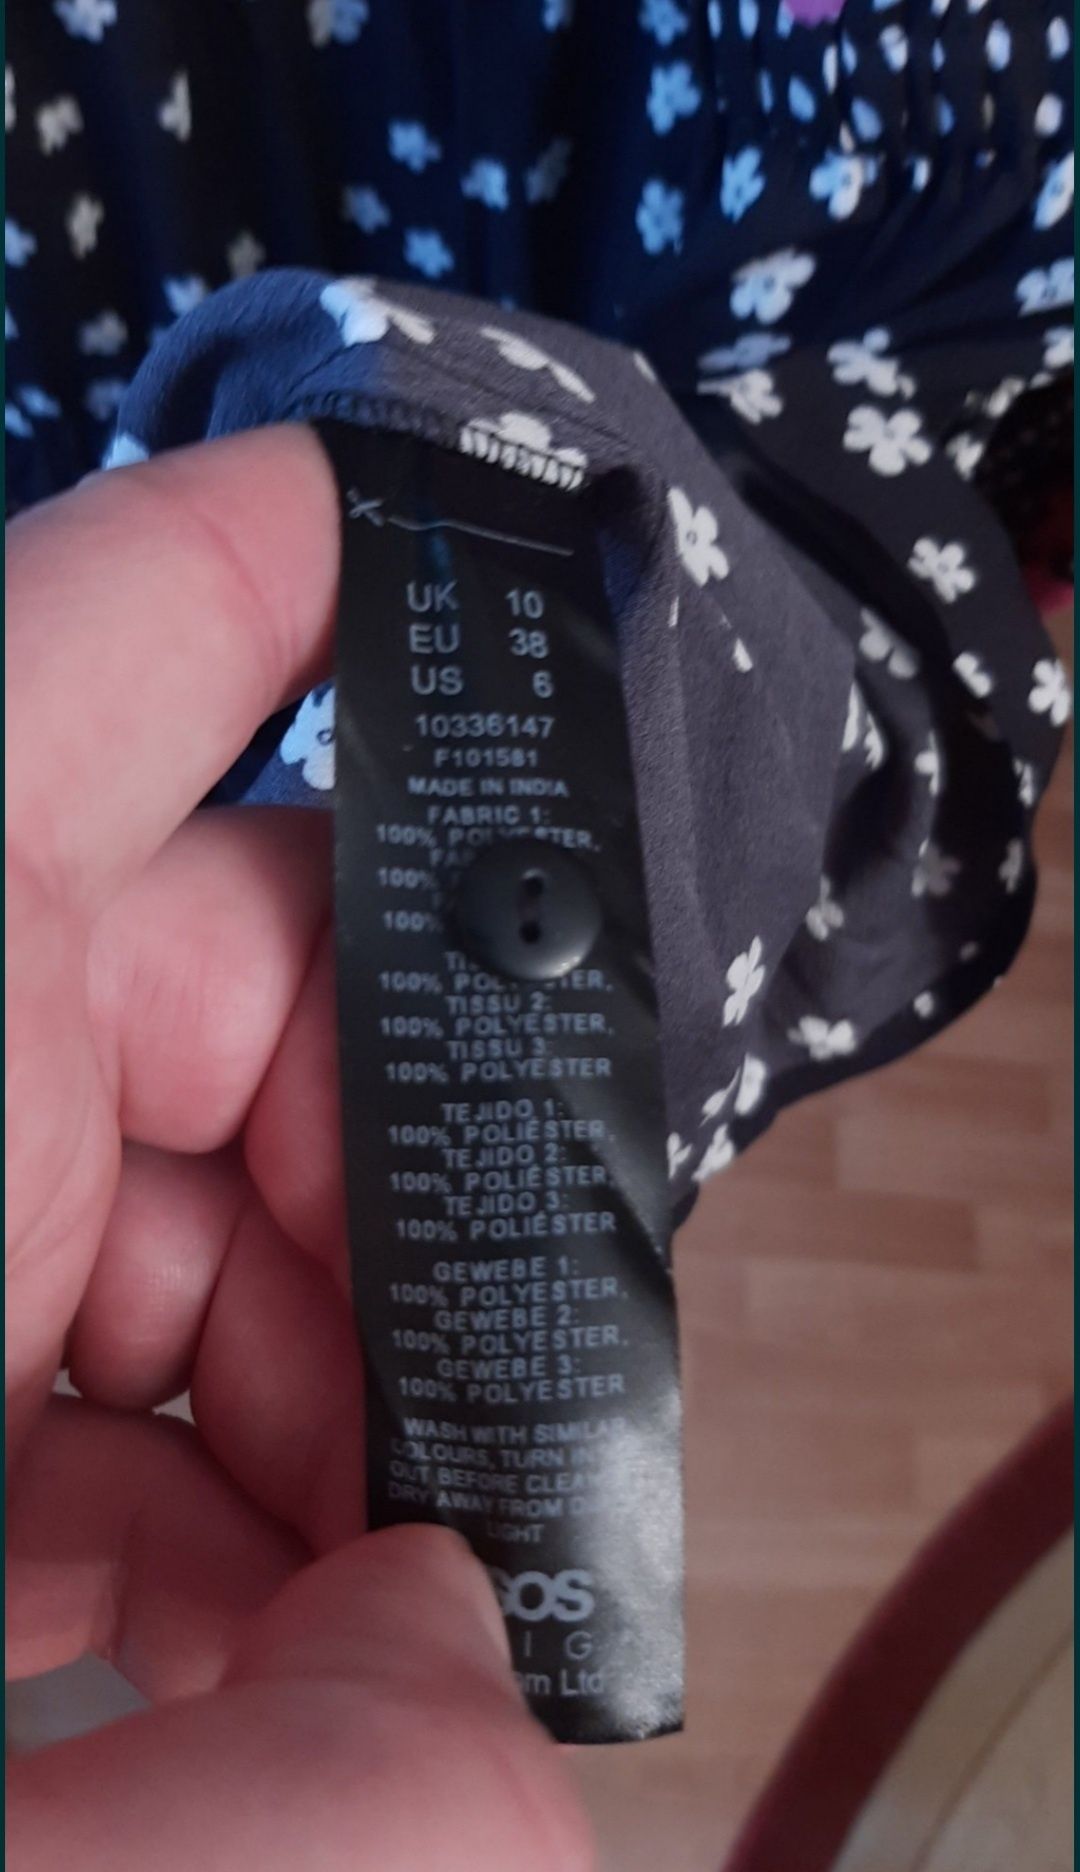 UK 10
EU 38
US 6
10336147
F101581
MADE IN INDIA
FABRIC 1:
100% POLYESTER,
100%
100%
100% POLYESTER,
TISSU 2:
100% POLYESTER,
TISSU 3:
100% POLYESTER
TEJIDO 1:
100% POLIÉSTER,
TEJIDO 2:
100% POLIÉSTER,
TEJIDO 3:
100% POLIÉSTER
GEWEBE 1:
100% POLYESTER,
GEWEBE 2:
100% POLYESTER,
GEWEBE 3:
100% POLYESTER
WASH WITH SIMILAR
COLOURS, TURN
OUT BEFORE
DRY AWAY FROM
LIGHT
Ltd